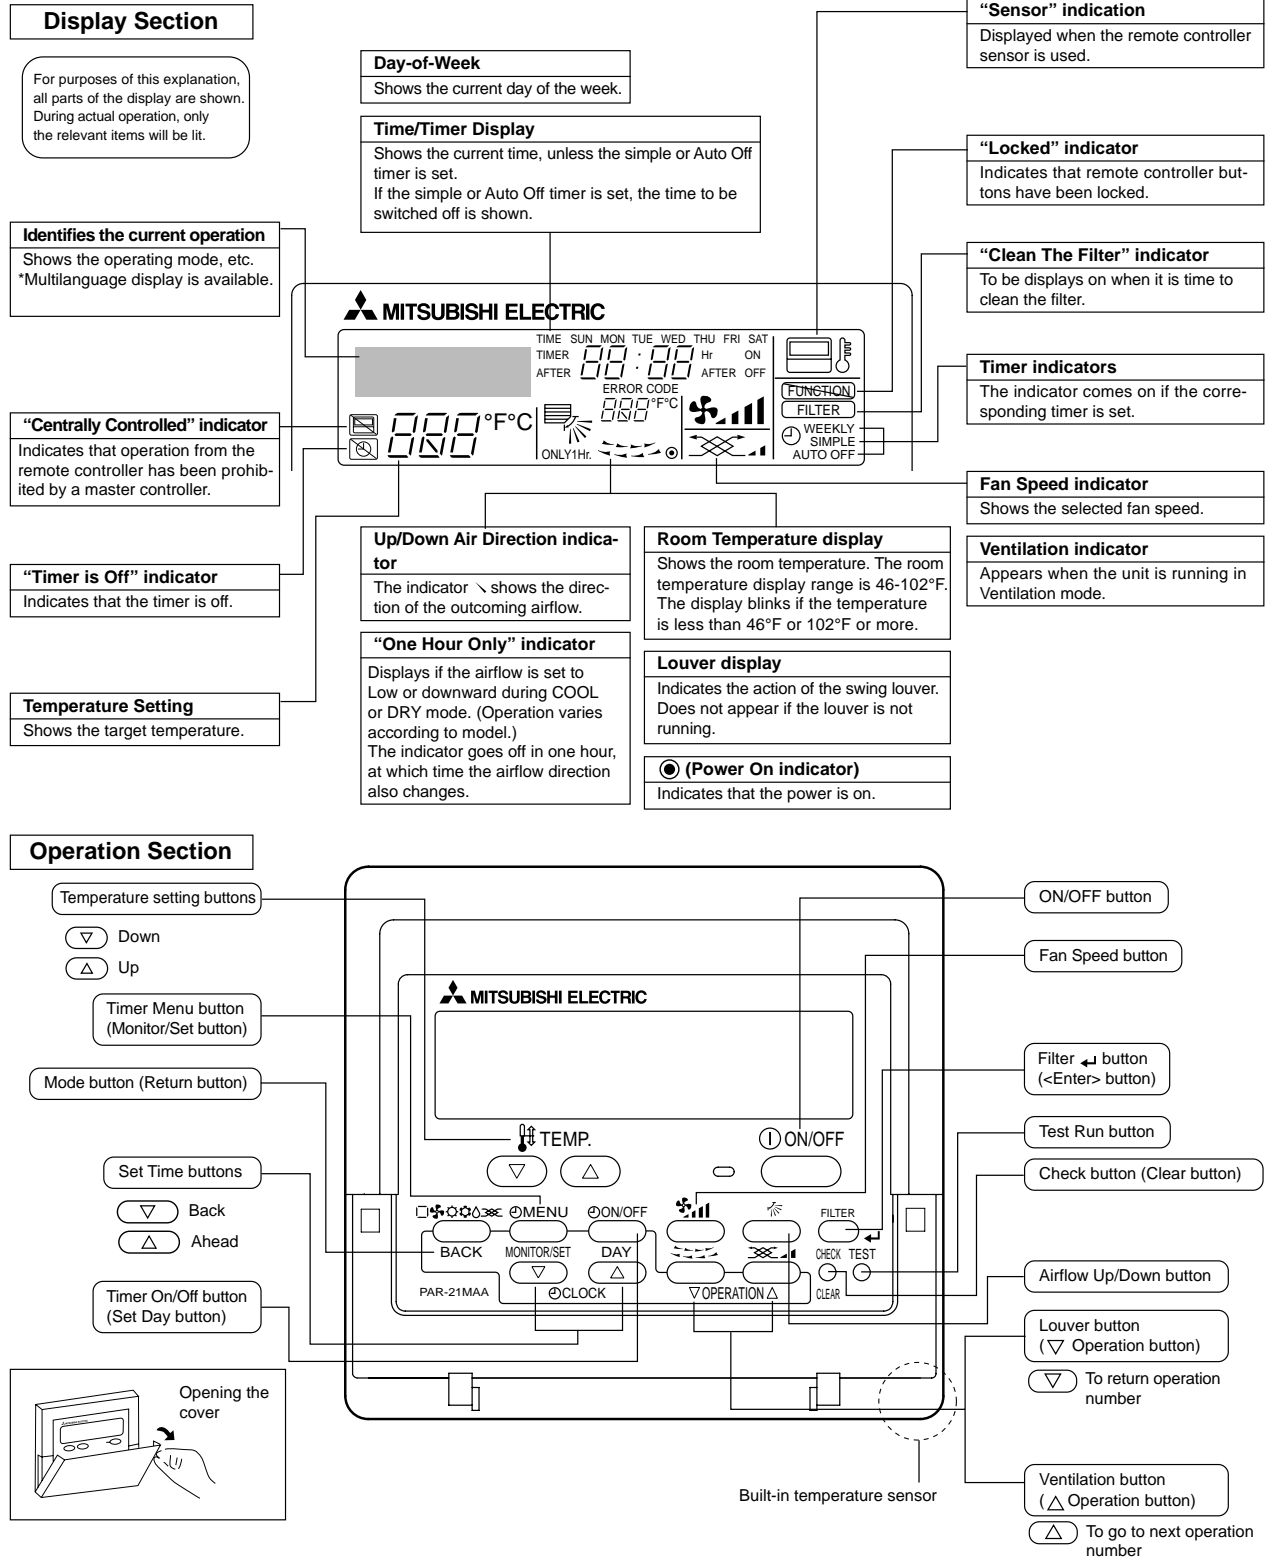 Display Section
For purposes of this explanation,
all parts of the display are shown.
During actual operation, only
the relevant items will be lit.
Day-of-Week
Shows the current day of the week.
Time/Timer Display
Shows the current time, unless the simple or Auto Off
timer is set.
If the simple or Auto Off timer is set, the time to be
switched off is shown.
“Sensor” indication
Displayed when the remote controller
sensor is used.
“Locked” indicator
Indicates that remote controller but-
tons have been locked.
Identifies the current operation
Shows the operating mode, etc.
*Multilanguage display is available.
“Clean The Filter” indicator
To be displays on when it is time to
clean the filter.
Timer indicators
The indicator comes on if the corre-
sponding timer is set.
“Centrally Controlled” indicator
Indicates that operation from the
remote controller has been prohib-
ited by a master controller.
MITSUBISHI ELECTRIC
TIME SUN MON TUE WED THU FRI SAT
TIMER 88:88 Hr ON
AFTER AFTER OFF
ERROR CODE
888°F°C
888°F°C
ONLY1Hr.
FUNCTION
FILTER
WEEKLY
SIMPLE
AUTO OFF
Fan Speed indicator
Shows the selected fan speed.
Ventilation indicator
Appears when the unit is running in
Ventilation mode.
“Timer is Off” indicator
Indicates that the timer is off.
Temperature Setting
Shows the target temperature.
Up/Down Air Direction indica-
tor
The indicator shows the direc-
tion of the outcoming airflow.
“One Hour Only” indicator
Displays if the airflow is set to
Low or downward during COOL
or DRY mode. (Operation varies
according to model.)
The indicator goes off in one hour,
at which time the airflow direction
also changes.
Room Temperature display
Shows the room temperature. The room
temperature display range is 46-102°F.
The display blinks if the temperature
is less than 46°F or 102°F or more.
Louver display
Indicates the action of the swing louver.
Does not appear if the louver is not
running.
◉ (Power On indicator)
Indicates that the power is on.
Operation Section
Temperature setting buttons
▽ Down
△ Up
Timer Menu button
(Monitor/Set button)
Mode button (Return button)
Set Time buttons
▽ Back
△ Ahead
Timer On/Off button
(Set Day button)
Opening the
cover
MITSUBISHI ELECTRIC
TEMP.
ON/OFF
▽ △
MENU
ON/OFF
FILTER
BACK
MONITOR/SET
DAY
CHECK TEST
▽ △
PAR-21MAA
CLOCK
▽ OPERATION △
CLEAR
ON/OFF button
Fan Speed button
Filter ↵ button
(<Enter> button)
Test Run button
Check button (Clear button)
Airflow Up/Down button
Louver button
(▽ Operation button)
▽ To return operation
number
Built-in temperature sensor
Ventilation button
(△ Operation button)
△ To go to next operation
number